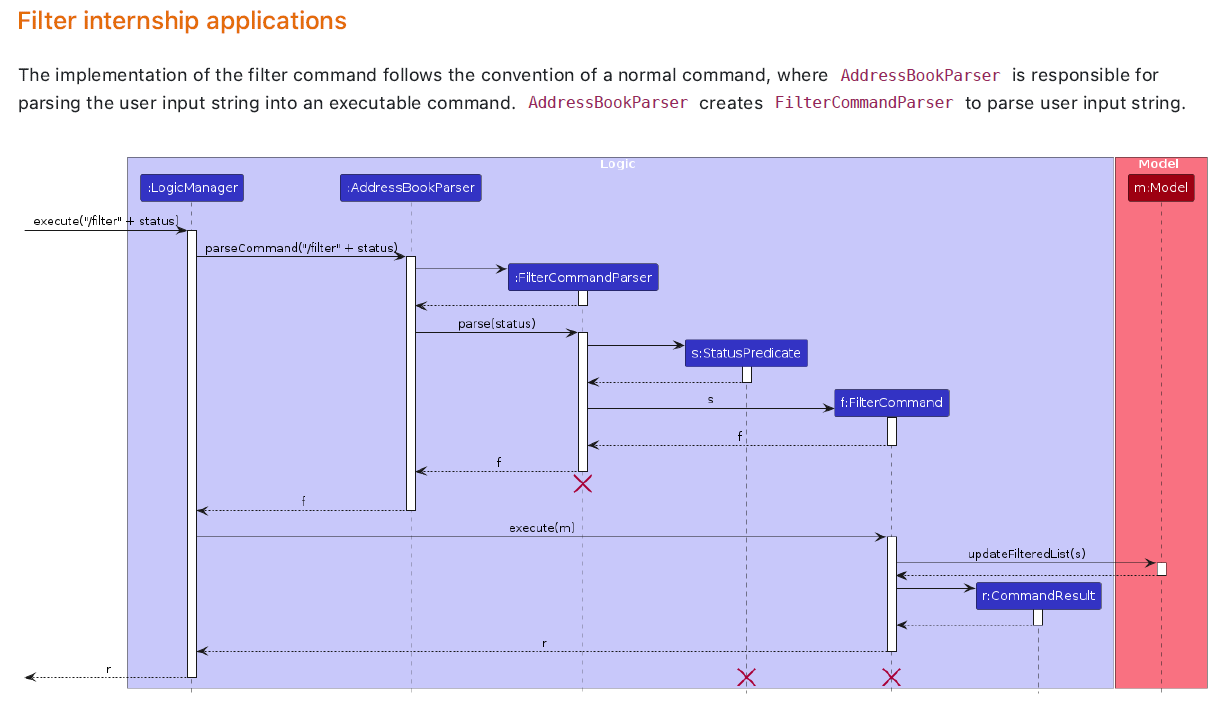 Filter internship applications
The implementation of the filter command follows the convention of a normal command, where AddressBookParser is responsible for
parsing the user input string into an executable command. AddressBookParser creates FilterCommandParser to parse user input string.
Logic
Model
:LogicManager
:AddressBookParser
m:Model
execute("/filter" + status)
parseCommand("/filter" + status)
:FilterCommandParser
parse(status)
s:StatusPredicate
s
f:FilterCommand
f
f
f
execute(m)
updateFilteredList(s)
r:CommandResult
r
r